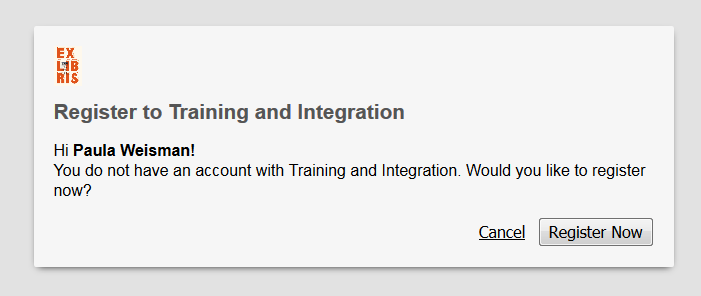 EX
LIB
RIS
Register to Training and Integration
Hi Paula Weisman!
You do not have an account with Training and Integration. Would you like to register
now?
Cancel Register Now